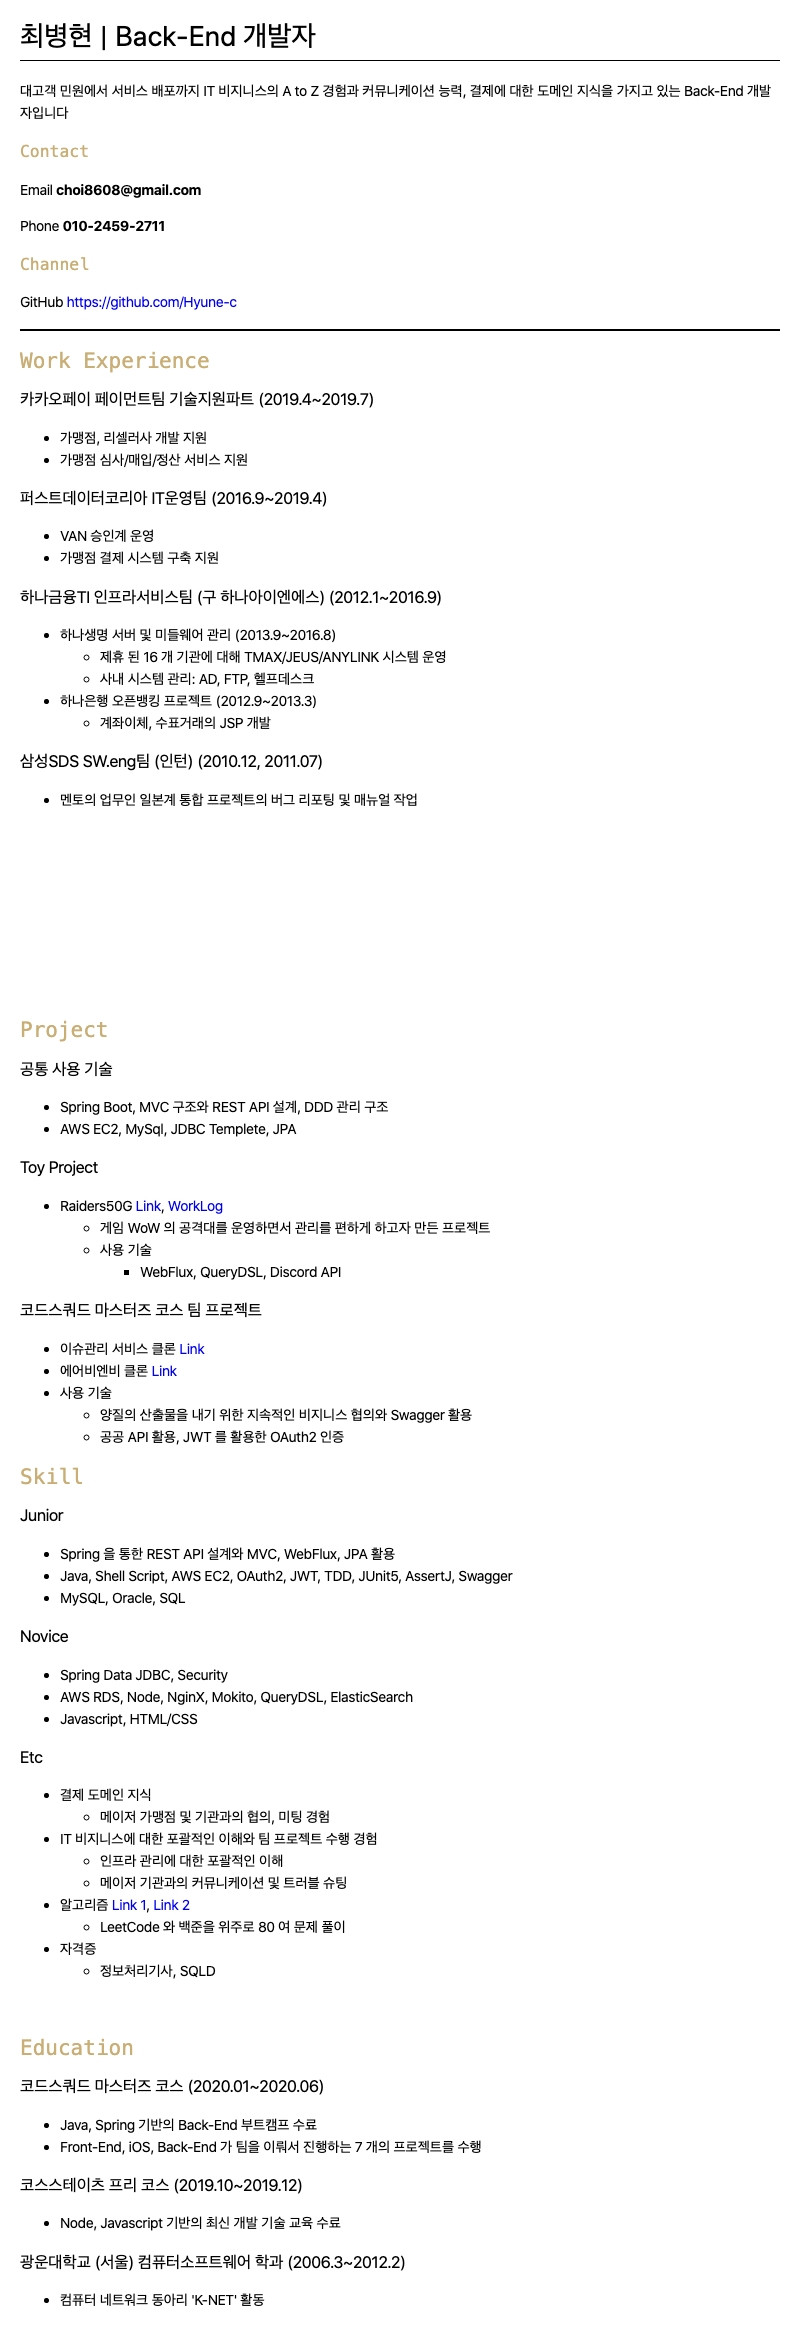 최병현 | Back-End 개발자
대고객 민원에서 서비스 배포까지 IT 비지니스의 A to Z 경험과 커뮤니케이션 능력, 결제에 대한 도메인 지식을 가지고 있는 Back-End 개발
자입니다
Contact
Email choi8608@gmail.com
Phone 010-2459-2711
Channel
GitHub https://github.com/Hyune-c
Work Experience
카카오페이 페이먼트팀 기술지원파트 (2019.4~2019.7)
• 가맹점, 리셀러사 개발 지원
• 가맹점 심사/매입/정산 서비스 지원
퍼스트데이터코리아 IT운영팀 (2016.9~2019.4)
• VAN 승인계 운영
• 가맹점 결제 시스템 구축 지원
하나금융TI 인프라서비스팀 (구 하나아이엔에스) (2012.1~2016.9)
• 하나생명 서버 및 미들웨어 관리 (2013.9~2016.8)
◦ 제휴 된 16 개 기관에 대해 TMAX/JEUS/ANYLINK 시스템 운영
◦ 사내 시스템 관리: AD, FTP, 헬프데스크
• 하나은행 오픈뱅킹 프로젝트 (2012.9~2013.3)
◦ 계좌이체, 수표거래의 JSP 개발
삼성SDS SW.eng팀 (인턴) (2010.12, 2011.07)
• 멘토의 업무인 일본계 통합 프로젝트의 버그 리포팅 및 매뉴얼 작업
Project
공통 사용 기술
• Spring Boot, MVC 구조와 REST API 설계, DDD 관리 구조
• AWS EC2, MySql, JDBC Templete, JPA
Toy Project
• Raiders50G Link, WorkLog
◦ 게임 WoW 의 공격대를 운영하면서 관리를 편하게 하고자 만든 프로젝트
◦ 사용 기술
▪ WebFlux, QueryDSL, Discord API
코드스쿼드 마스터즈 코스 팀 프로젝트
• 이슈관리 서비스 클론 Link
• 에어비엔비 클론 Link
• 사용 기술
◦ 양질의 산출물을 내기 위한 지속적인 비지니스 협의와 Swagger 활용
◦ 공공 API 활용, JWT 를 활용한 OAuth2 인증
Skill
Junior
• Spring 을 통한 REST API 설계와 MVC, WebFlux, JPA 활용
• Java, Shell Script, AWS EC2, OAuth2, JWT, TDD, JUnit5, AssertJ, Swagger
• MySQL, Oracle, SQL
Novice
• Spring Data JDBC, Security
• AWS RDS, Node, NginX, Mokito, QueryDSL, ElasticSearch
• Javascript, HTML/CSS
Etc
• 결제 도메인 지식
◦ 메이저 가맹점 및 기관과의 협의, 미팅 경험
• IT 비지니스에 대한 포괄적인 이해와 팀 프로젝트 수행 경험
◦ 인프라 관리에 대한 포괄적인 이해
◦ 메이저 기관과의 커뮤니케이션 및 트러블 슈팅
• 알고리즘 Link 1, Link 2
◦ LeetCode 와 백준을 위주로 80 여 문제 풀이
• 자격증
◦ 정보처리기사, SQLD
Education
코드스쿼드 마스터즈 코스 (2020.01~2020.06)
• Java, Spring 기반의 Back-End 부트캠프 수료
• Front-End, iOS, Back-End 가 팀을 이뤄서 진행하는 7 개의 프로젝트를 수행
코스스테이츠 프리 코스 (2019.10~2019.12)
• Node, Javascript 기반의 최신 개발 기술 교육 수료
광운대학교 (서울) 컴퓨터소프트웨어 학과 (2006.3~2012.2)
• 컴퓨터 네트워크 동아리 'K-NET' 활동